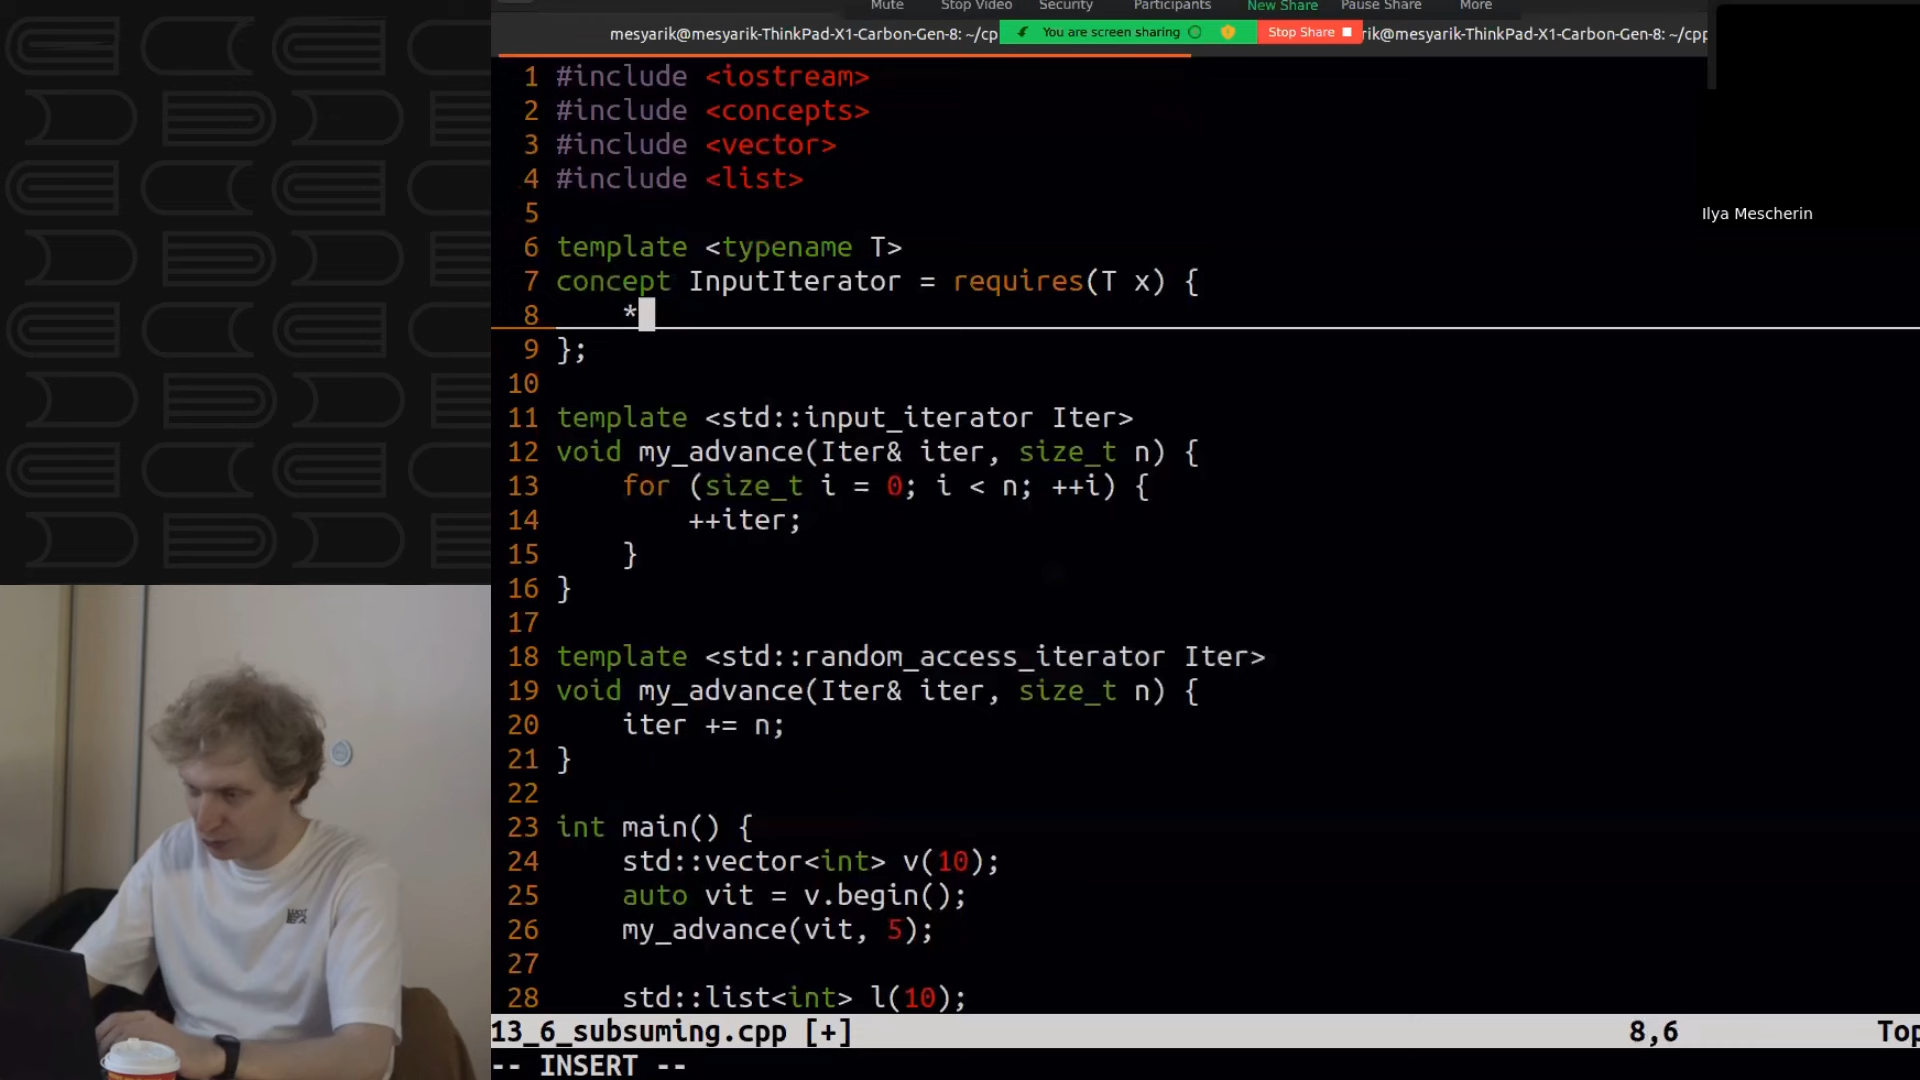 Mute Stop Video Security Participants New Share Pause Share More
mesyarik@mesyarik-ThinkPad-X1-Carbon-Gen-8: ~/cp You are screen sharing Stop Share rik@mesyarik-ThinkPad-X1-Carbon-Gen-8: ~/cpp
Ilya Mescherin
1 #include <iostream>
2 #include <concepts>
3 #include <vector>
4 #include <list>
5
6 template <typename T>
7 concept InputIterator = requires(T x) {
8     *
9 };
10
11 template <std::input_iterator Iter>
12 void my_advance(Iter& iter, size_t n) {
13     for (size_t i = 0; i < n; ++i) {
14         ++iter;
15     }
16 }
17
18 template <std::random_access_iterator Iter>
19 void my_advance(Iter& iter, size_t n) {
20     iter += n;
21 }
22
23 int main() {
24     std::vector<int> v(10);
25     auto vit = v.begin();
26     my_advance(vit, 5);
27
28     std::list<int> l(10);
13_6_subsuming.cpp [+] 8,6 Top
-- INSERT --